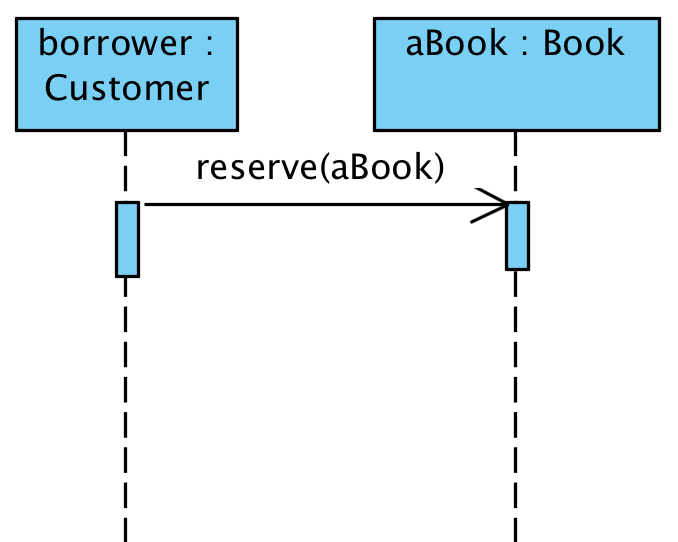 borrower :
Customer
aBook : Book
reserve(aBook)